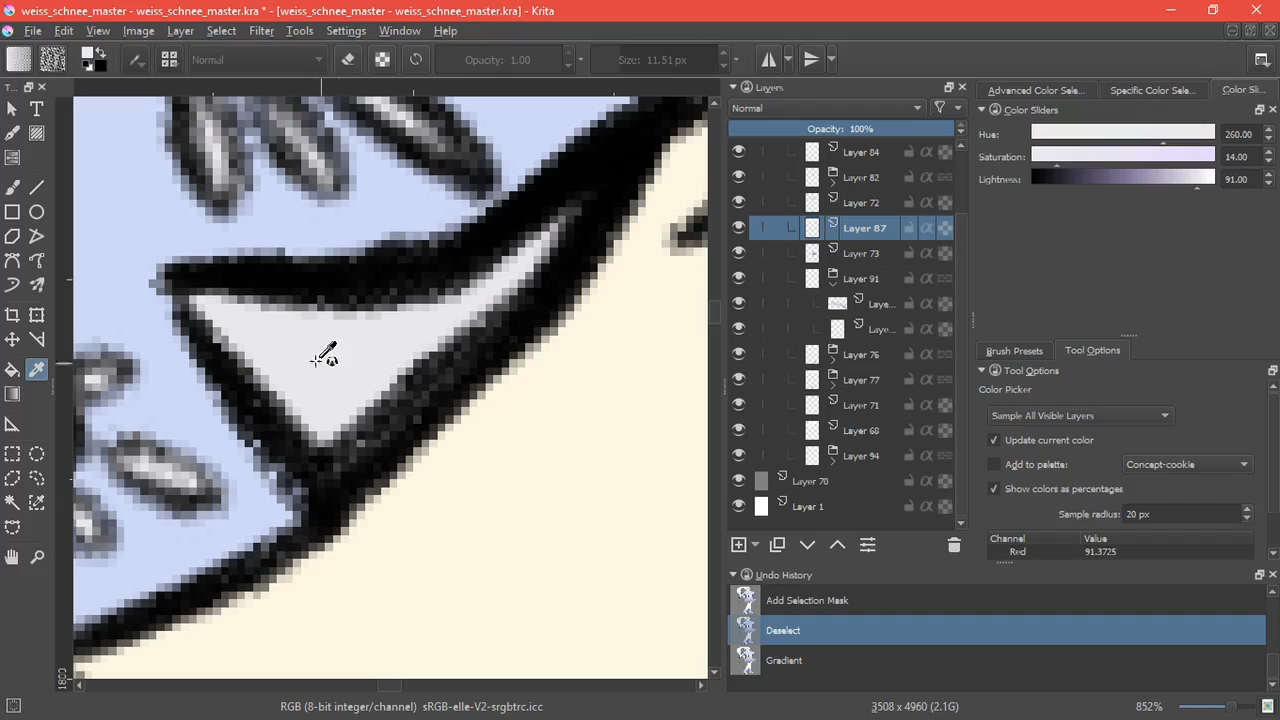 weiss_schnee_master - weiss_schnee_master.kra * - [weiss_schnee_master - weiss_schnee_master.kra] - Krita
File Edit View Image Layer Select Filter Tools Settings Window Help
Normal Opacity: 1.00 Size: 11.51 px
T...
Layers
Normal
Opacity: 100%
Layer 84
Layer 82
Layer 72
Layer 87
Layer 73
Layer 91
Laye...
Laye...
Layer 76
Layer 77
Layer 71
Layer 68
Layer 94
Layer 70
Layer 1
Undo History
Add Selection Mask
Deselect
Gradient
Advanced Color Sele... Specific Color Sele... Color Sli...
Color Sliders
Hue: 260.00
Saturation: 14.00
Lightness: 91.00
Brush Presets Tool Options
Tool Options
Color Picker
Sample All Visible Layers
Update current color
Add to palette: Concept-cookie
Show colors as percentages
Sample radius: 20 px
Channel Value
Red 91.3725
1800
RGB (8-bit integer/channel) sRGB-elle-V2-srgbtrc.icc 3508 x 4960 (2.1G) 852%